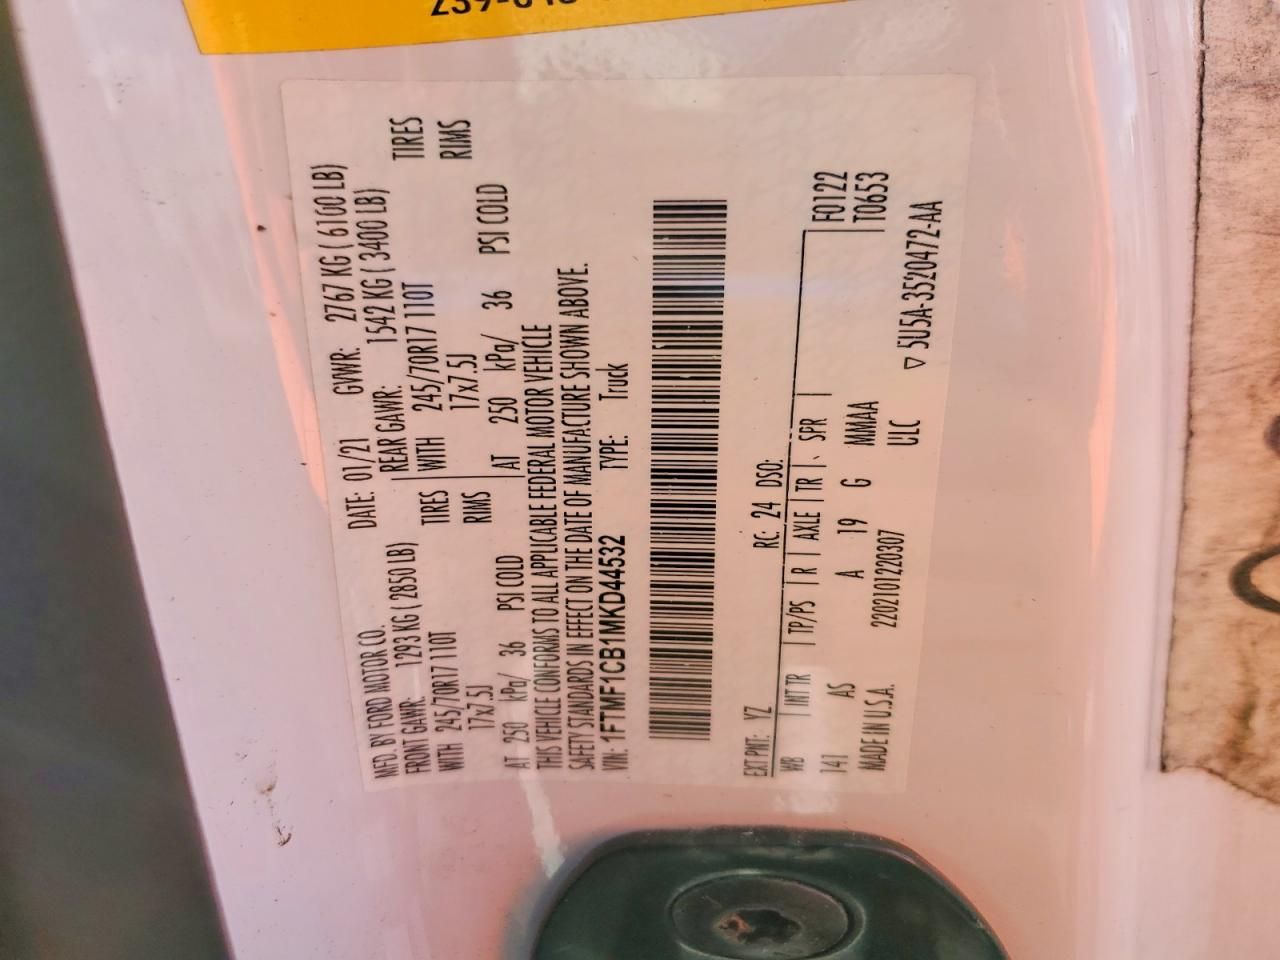 MFD. BY FORD MOTOR CO. DATE: 01/21 GVWR: 2767 KG ( 6100 LB)
FRONT GAWR: 1293 KG ( 2850 LB) REAR GAWR: 1542 KG ( 3400 LB)
WITH 245/70R17 110T TIRES WITH 245/70R17 110T TIRES
17x7.5J RIMS 17x7.5J RIMS
AT 250 kPa/ 36 PSI COLD AT 250 kPa/ 36 PSI COLD
THIS VEHICLE CONFORMS TO ALL APPLICABLE FEDERAL MOTOR VEHICLE
SAFETY STANDARDS IN EFFECT ON THE DATE OF MANUFACTURE SHOWN ABOVE.
VIN: 1FTMF1CB1MKD44532 TYPE: Truck
EXT PNT: YZ RC: 24 DSO:
WB INT TR TP/PS R AXLE TR SPR F0122
141 AS A 19 G MMAA T0653
MADE IN U.S.A. 2202101220307 ULC
▽ 5U5A-3520472-AA